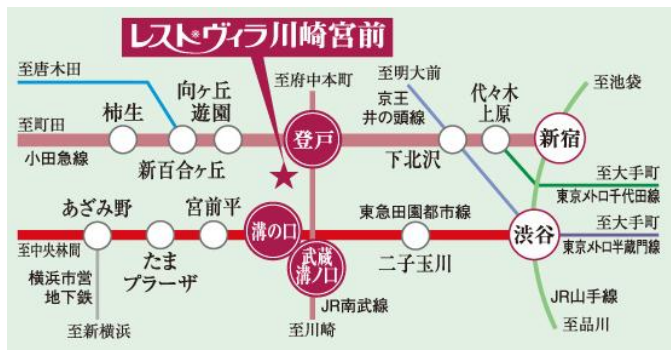 レストヴィラ川崎宮前
至唐木田
至府中本町
至明大前
至池袋
柿生
向ヶ丘
遊園
京王
井の頭線
代々木
上原
至町田
登戸
新宿
小田急線
新百合ヶ丘
下北沢
至大手町
東京メトロ千代田線
あざみ野
宮前平
溝の口
東急田園都市線
渋谷
至大手町
東京メトロ半蔵門線
至中央林間
たま
プラーザ
武蔵
溝ノ口
二子玉川
横浜市営
地下鉄
JR南武線
JR山手線
至新横浜
至川崎
至品川